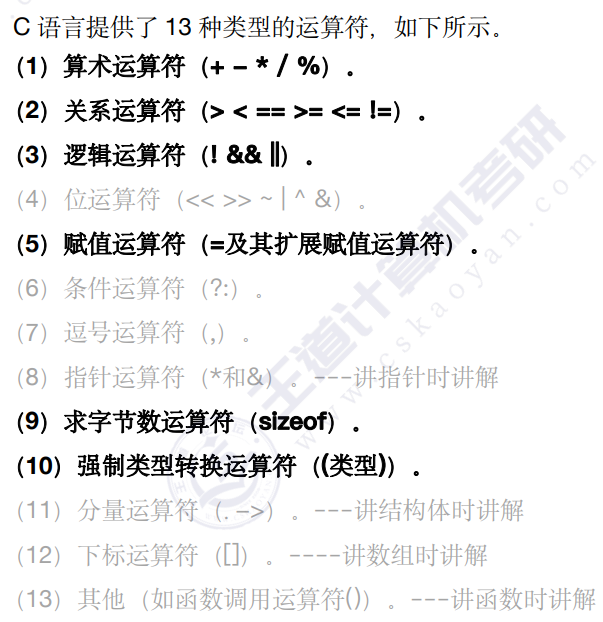 C 语言提供了 13 种类型的运算符，如下所示。
（1）算术运算符（+ − * / %）。
（2）关系运算符（> < == >= <= !=）。
（3）逻辑运算符（! && ||）。
（4）位运算符（<< >> ~ | ^ &）。
（5）赋值运算符（=及其扩展赋值运算符）。
（6）条件运算符（?:）。
（7）逗号运算符（,）.
（8）指针运算符（*和&）。---讲指针时讲解
（9）求字节数运算符（sizeof）.
（10）强制类型转换运算符（(类型)）.
（11）分量运算符（. −>）。---讲结构体时讲解
（12）下标运算符（[]）。----讲数组时讲解
（13）其他（如函数调用运算符()）。---讲函数时讲解
王道计算机考研
www.cskaoyan.com